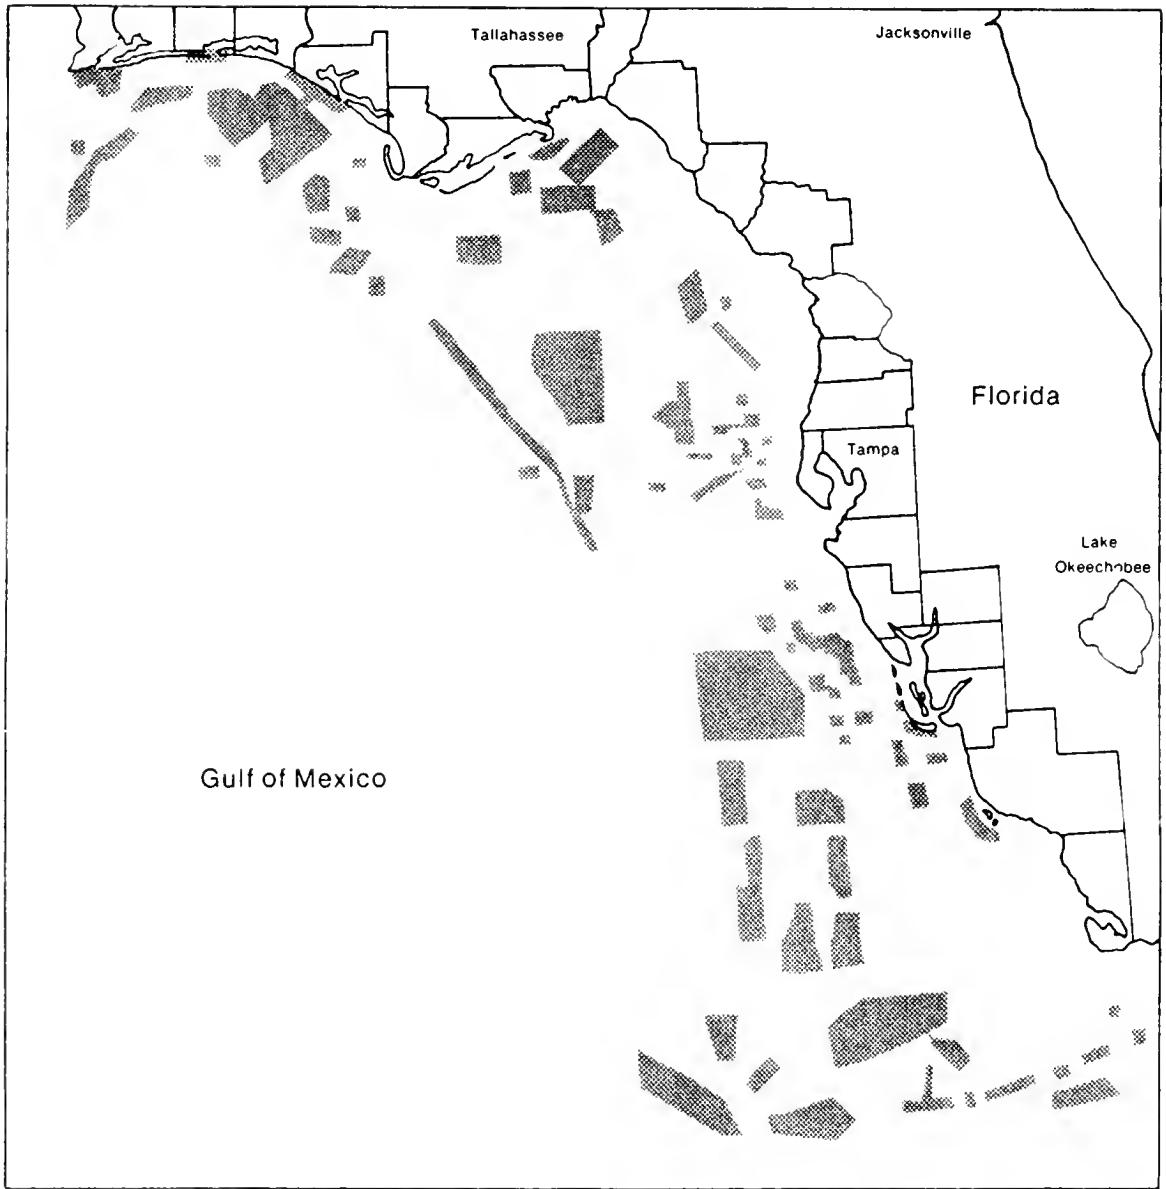 Tallahassee
Jacksonville
Florida
Tampa
Lake
Okeechobee
Gulf of Mexico